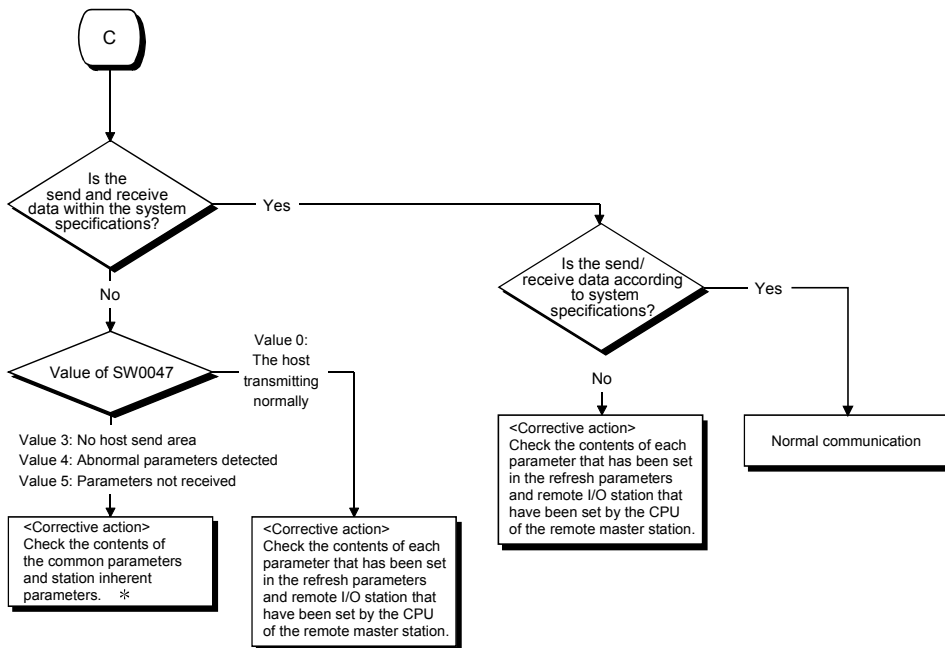 C
Is the
send and receive
data within the system
specifications?
Yes
No
Is the send/
receive data according
to system
specifications?
Yes
No
Value of SW0047
Value 0:
The host
transmitting
normally
Value 3: No host send area
Value 4: Abnormal parameters detected
Value 5: Parameters not received
<Corrective action>
Check the contents of
the common parameters
and station inherent
parameters. *
<Corrective action>
Check the contents of each
parameter that has been set
in the refresh parameters
and remote I/O station that
have been set by the CPU
of the remote master station.
<Corrective action>
Check the contents of each
parameter that has been set
in the refresh parameters
and remote I/O station that
have been set by the CPU
of the remote master station.
Normal communication